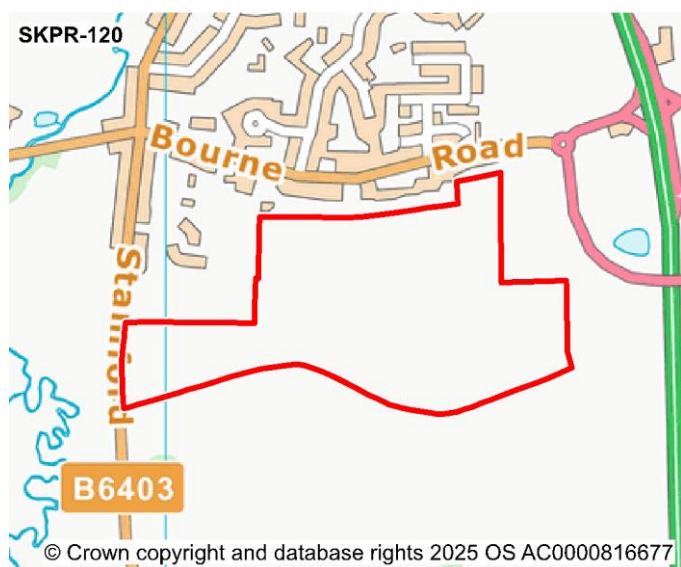 SKPR-120
Bourne Road
Stamford
B6403
© Crown copyright and database rights 2025 OS AC0000816677